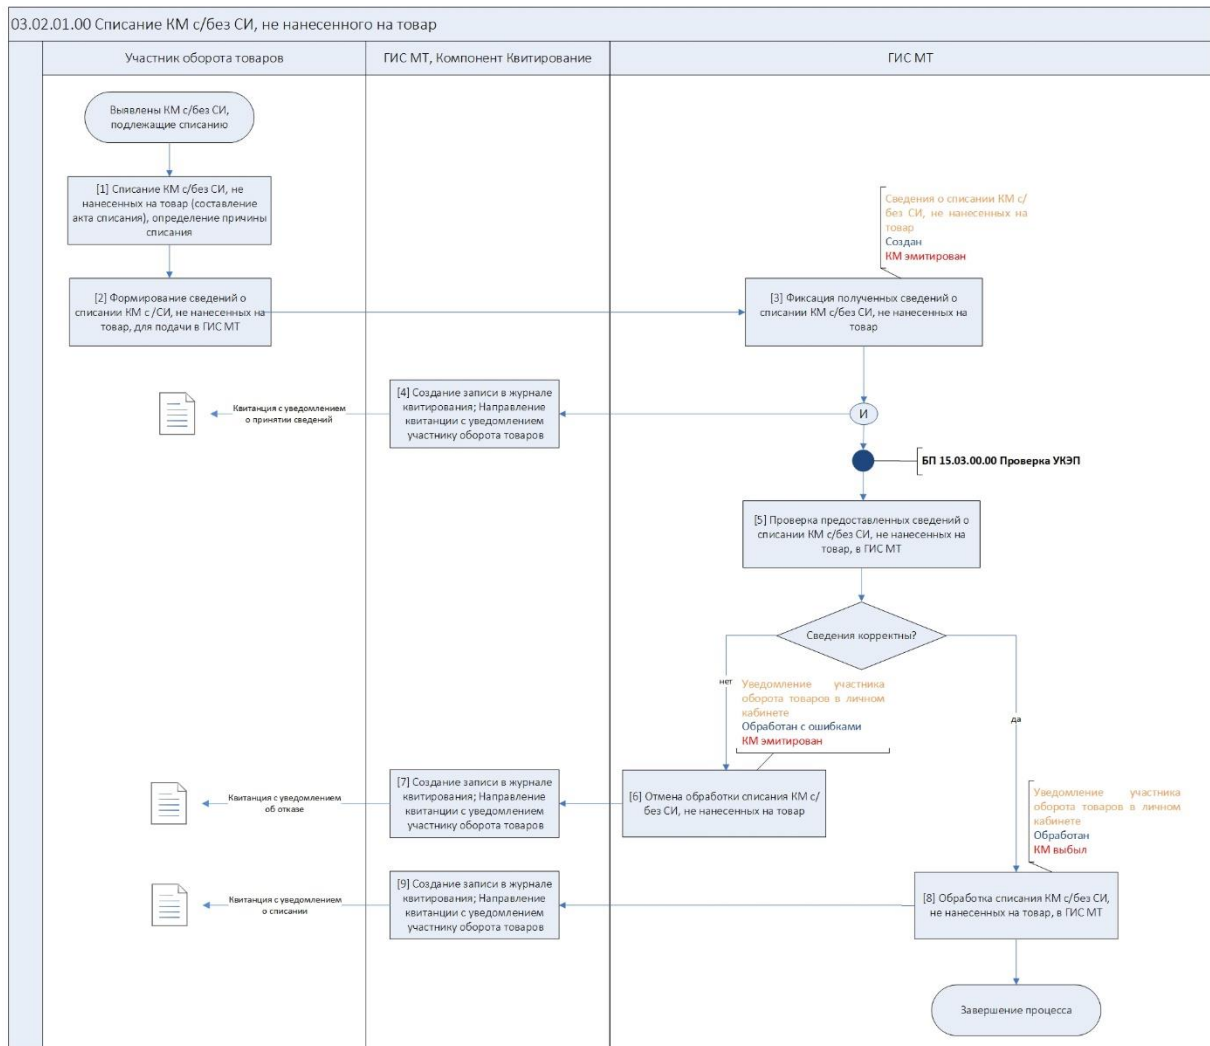 03.02.01.00 Списание КМ с/без СИ, не нанесенного на товар
Участник оборота товаров
ГИС МТ, Компонент Квитирование
ГИС МТ
Выявлены КМ с/без СИ,
подлежащие списанию
[1] Списание КМ с/без СИ, не
нанесенных на товар (составление
акта списания), определение причины
списания
Сведения о списании КМ с/
без СИ, не нанесенных на
товар
Создан
КМ эмитирован
[2] Формирование сведений о
списании КМ с /СИ, не нанесенных на
товар, для подачи в ГИС МТ
[3] Фиксация полученных сведений о
списании КМ с/без СИ, не нанесенных на
товар
Квитанция с уведомлением
о принятии сведений
[4] Создание записи в журнале
квитирования; Направление
квитанции с уведомлением
участнику оборота товаров
И
БП 15.03.00.00 Проверка УКЭП
[5] Проверка предоставленных сведений о
списании КМ с/без СИ, не нанесенных на
товар, в ГИС МТ
Сведения корректны?
нет
Уведомление участника
оборота товаров в личном
кабинете
Обработан с ошибками
КМ эмитирован
да
Квитанция с уведомлением
об отказе
[7] Создание записи в журнале
квитирования; Направление
квитанции с уведомлением
участнику оборота товаров
[6] Отмена обработки списания КМ с/
без СИ, не нанесенных на товар
Уведомление участника
оборота товаров в личном
кабинете
Обработан
КМ выбыл
Квитанция с уведомлением
о списании
[9] Создание записи в журнале
квитирования; Направление
квитанции с уведомлением
участнику оборота товаров
[8] Обработка списания КМ с/без СИ,
не нанесенных на товар, в ГИС МТ
Завершение процесса